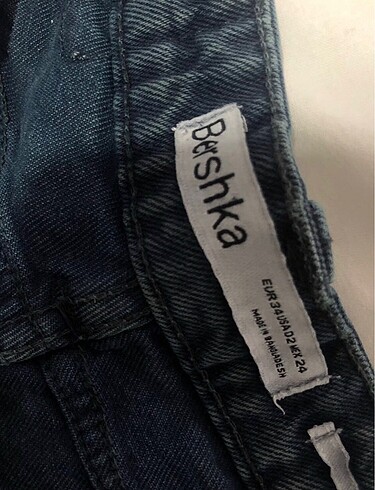 Bershka
EUR 34 USA 02 MEX 24
MADE IN BANGLADESH